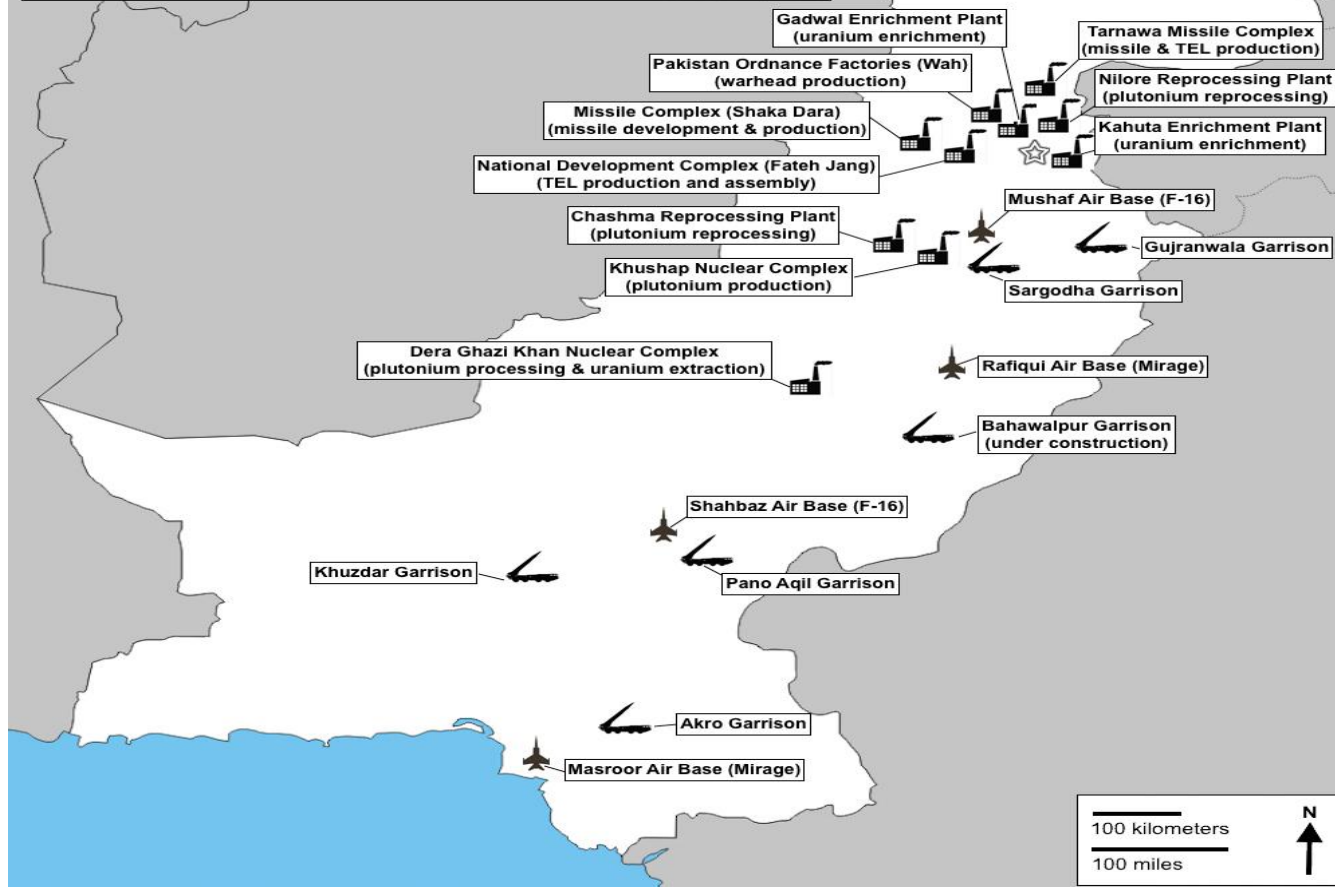 Gadwal Enrichment Plant
(uranium enrichment)
Tarnawa Missile Complex
(missile & TEL production)
Pakistan Ordnance Factories (Wah)
(warhead production)
Nilore Reprocessing Plant
(plutonium reprocessing)
Missile Complex (Shaka Dara)
(missile development & production)
Kahuta Enrichment Plant
(uranium enrichment)
National Development Complex (Fateh Jang)
(TEL production and assembly)
Mushaf Air Base (F-16)
Chashma Reprocessing Plant
(plutonium reprocessing)
Gujranwala Garrison
Khushap Nuclear Complex
(plutonium production)
Sargodha Garrison
Dera Ghazi Khan Nuclear Complex
(plutonium processing & uranium extraction)
Rafiqui Air Base (Mirage)
Bahawalpur Garrison
(under construction)
Shahbaz Air Base (F-16)
Khuzdar Garrison
Pano Aqil Garrison
Akro Garrison
Masroor Air Base (Mirage)
100 kilometers
100 miles
N